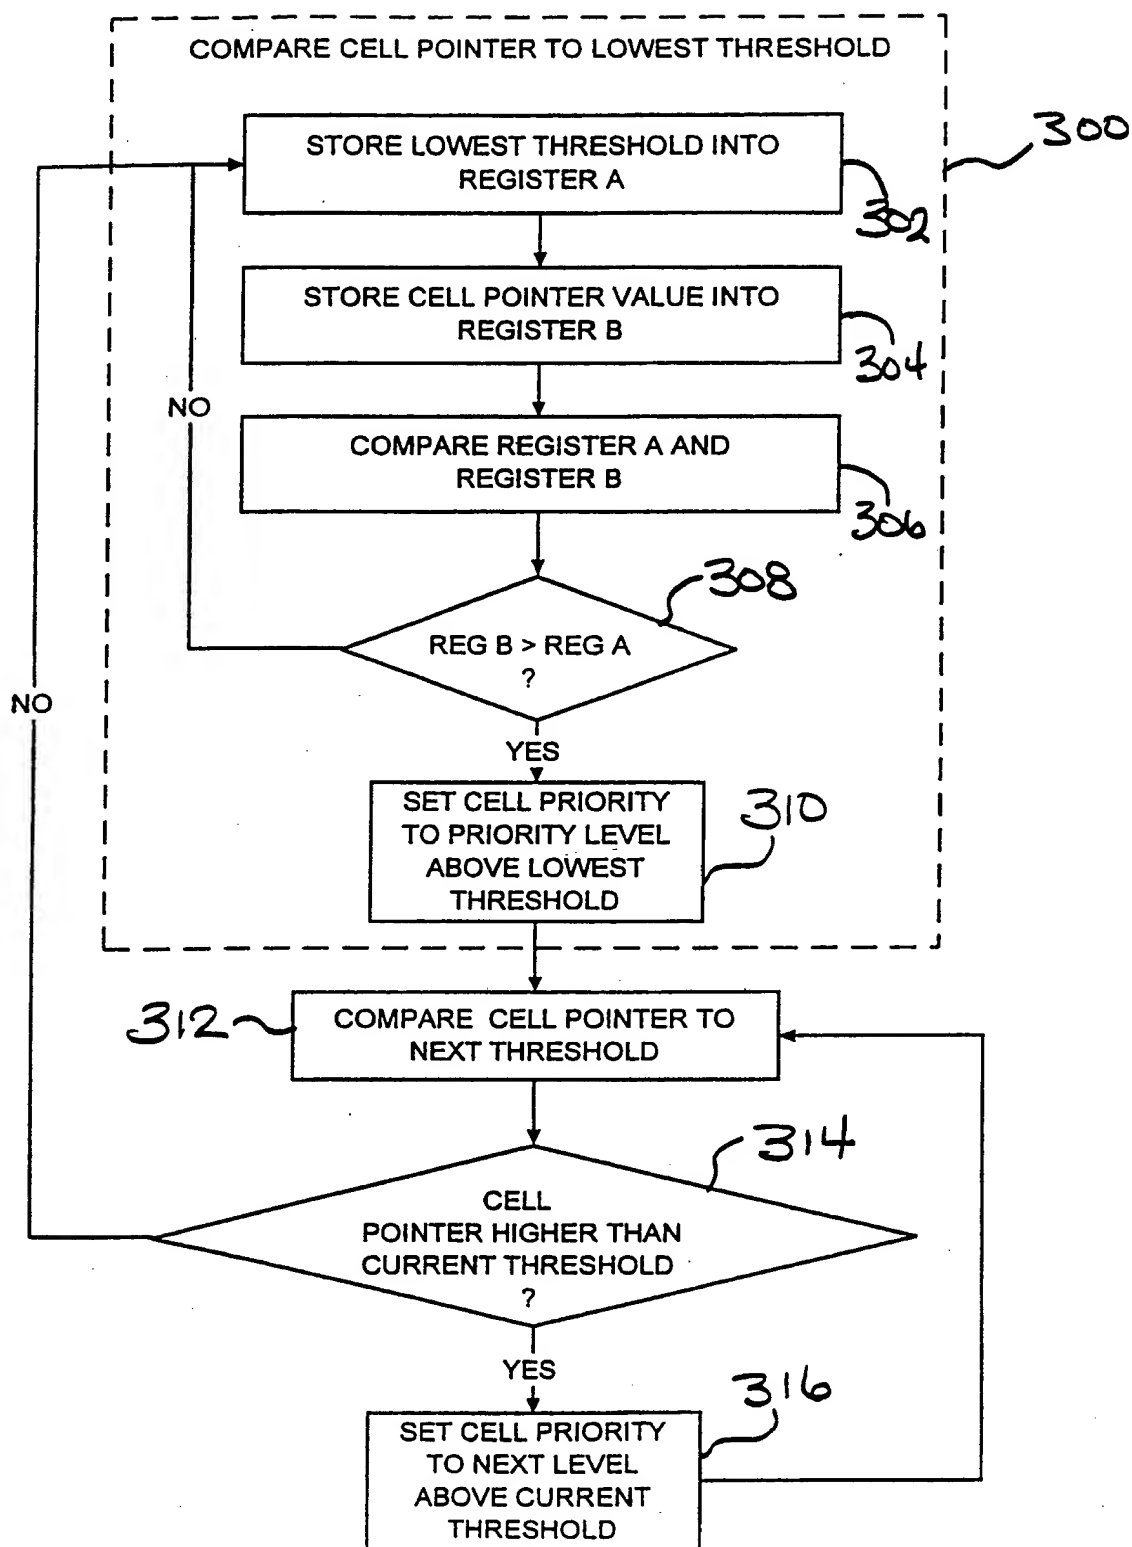 COMPARE CELL POINTER TO LOWEST THRESHOLD
300
STORE LOWEST THRESHOLD INTO
REGISTER A
302
STORE CELL POINTER VALUE INTO
REGISTER B
304
NO
COMPARE REGISTER A AND
REGISTER B
306
308
REG B > REG A
?
NO
YES
SET CELL PRIORITY
TO PRIORITY LEVEL
ABOVE LOWEST
THRESHOLD
310
312
COMPARE CELL POINTER TO
NEXT THRESHOLD
314
CELL
POINTER HIGHER THAN
CURRENT THRESHOLD
?
YES
316
SET CELL PRIORITY
TO NEXT LEVEL
ABOVE CURRENT
THRESHOLD